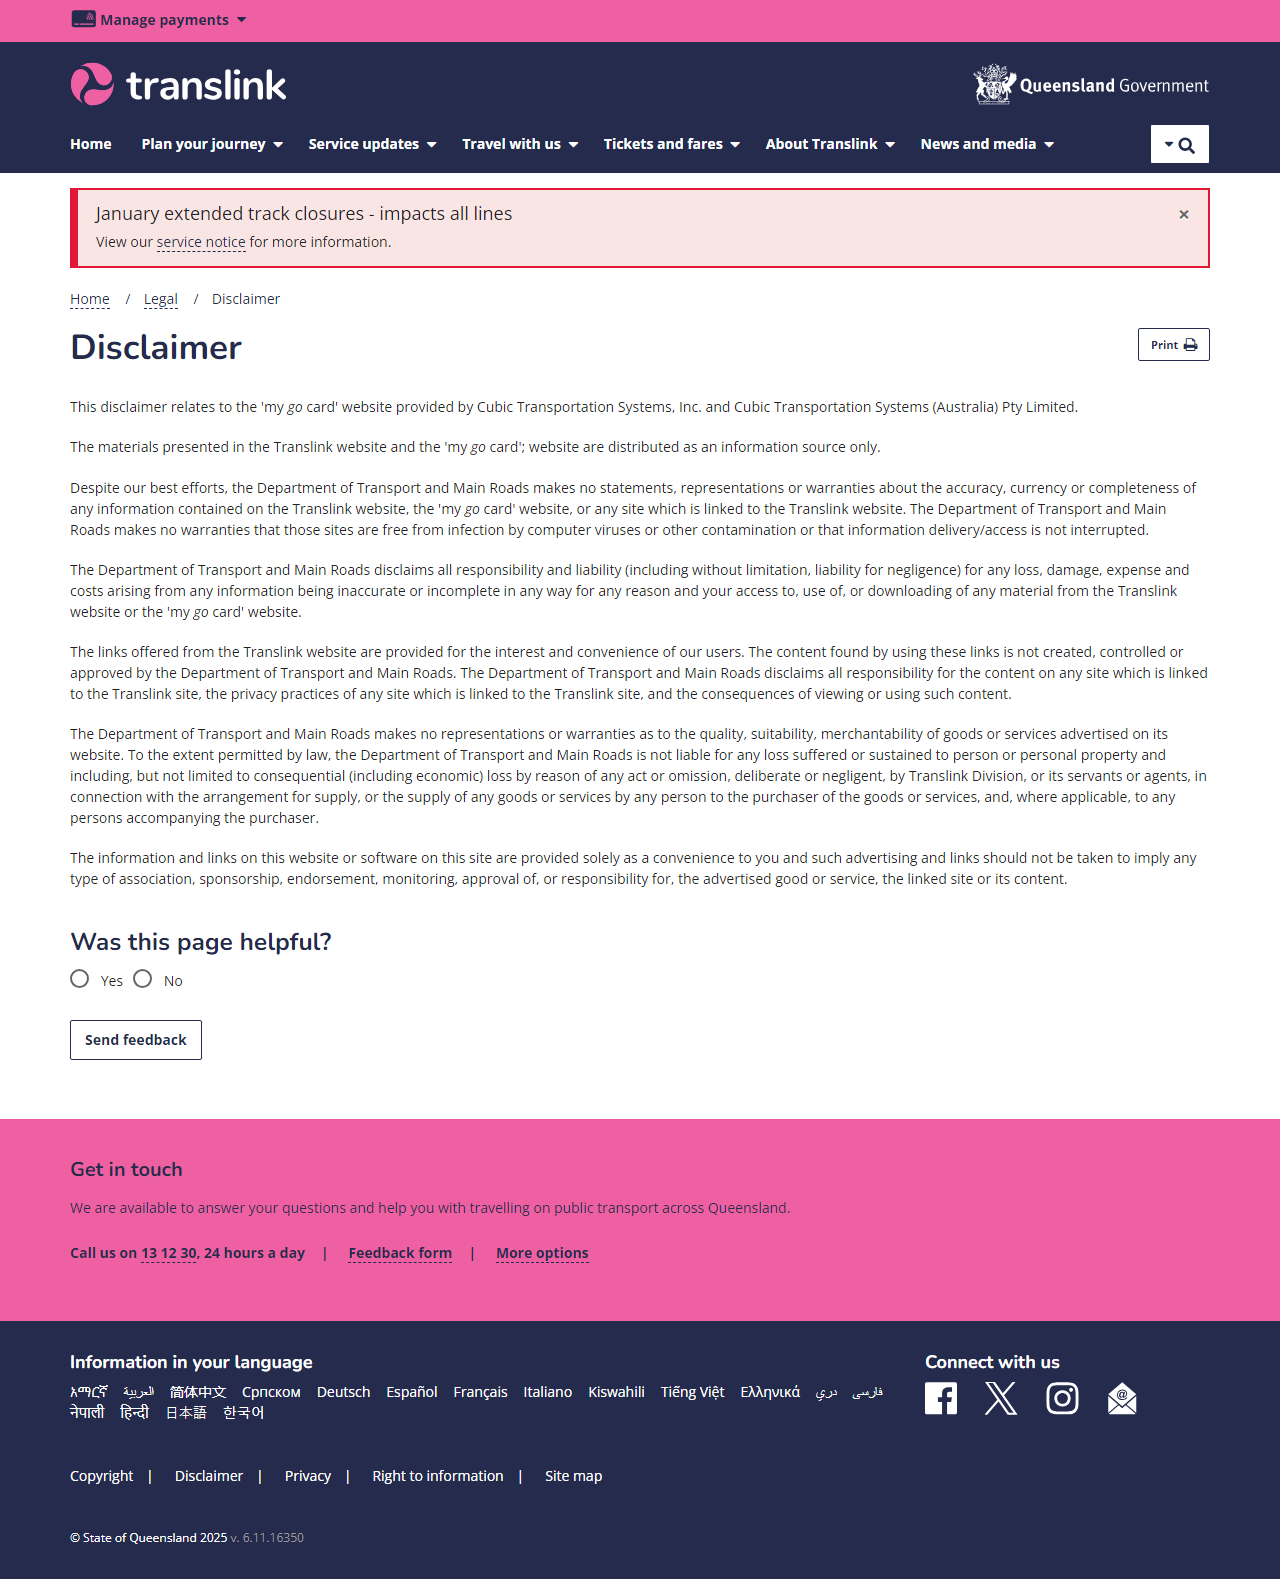 Manage payments
translink
Queensland Government
Home Plan your journey Service updates Travel with us Tickets and fares About Translink News and media
January extended track closures - impacts all lines ×
View our service notice for more information.
Home / Legal / Disclaimer
Disclaimer
Print
This disclaimer relates to the 'my go card' website provided by Cubic Transportation Systems, Inc. and Cubic Transportation Systems (Australia) Pty Limited.
The materials presented in the Translink website and the 'my go card'; website are distributed as an information source only.
Despite our best efforts, the Department of Transport and Main Roads makes no statements, representations or warranties about the accuracy, currency or completeness of
any information contained on the Translink website, the 'my go card' website, or any site which is linked to the Translink website. The Department of Transport and Main
Roads makes no warranties that those sites are free from infection by computer viruses or other contamination or that information delivery/access is not interrupted.
The Department of Transport and Main Roads disclaims all responsibility and liability (including without limitation, liability for negligence) for any loss, damage, expense and
costs arising from any information being inaccurate or incomplete in any way for any reason and your access to, use of, or downloading of any material from the Translink
website or the 'my go card' website.
The links offered from the Translink website are provided for the interest and convenience of our users. The content found by using these links is not created, controlled or
approved by the Department of Transport and Main Roads. The Department of Transport and Main Roads disclaims all responsibility for the content on any site which is linked
to the Translink site, the privacy practices of any site which is linked to the Translink site, and the consequences of viewing or using such content.
The Department of Transport and Main Roads makes no representations or warranties as to the quality, suitability, merchantability of goods or services advertised on its
website. To the extent permitted by law, the Department of Transport and Main Roads is not liable for any loss suffered or sustained to person or personal property and
including, but not limited to consequential (including economic) loss by reason of any act or omission, deliberate or negligent, by Translink Division, or its servants or agents, in
connection with the arrangement for supply, or the supply of any goods or services by any person to the purchaser of the goods or services, and, where applicable, to any
persons accompanying the purchaser.
The information and links on this website or software on this site are provided solely as a convenience to you and such advertising and links should not be taken to imply any
type of association, sponsorship, endorsement, monitoring, approval of, or responsibility for, the advertised good or service, the linked site or its content.
Was this page helpful?
Yes No
Send feedback
Get in touch
We are available to answer your questions and help you with travelling on public transport across Queensland.
Call us on 13 12 30, 24 hours a day | Feedback form | More options
Information in your language
አማርኛ العربية 简体中文 Српском Deutsch Español Français Italiano Kiswahili Tiếng Việt Ελληνικά دري فارسی
नेपाली हिन्दी 日本語 한국어
Connect with us
Copyright | Disclaimer | Privacy | Right to information | Site map
© State of Queensland 2025 v. 6.11.16350